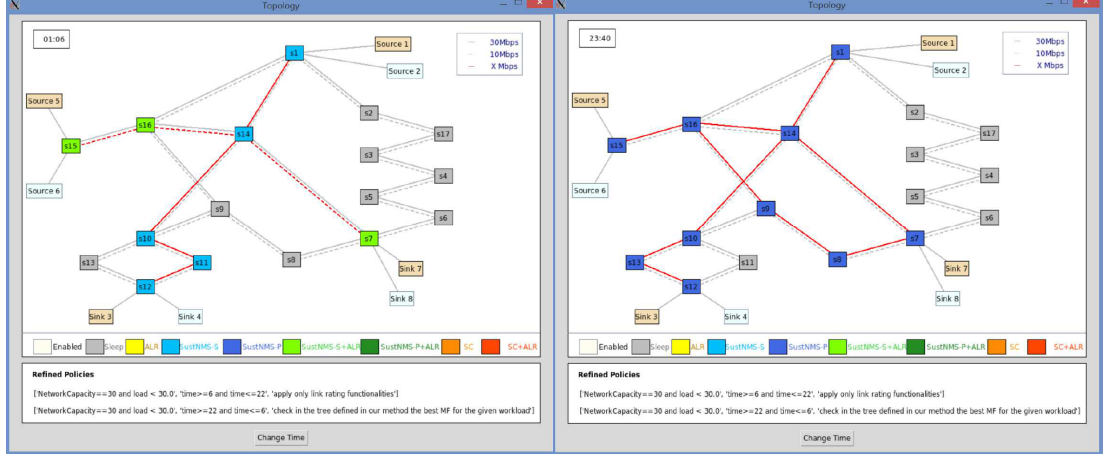 Topology
01:06
30Mbps
10Mbps
X Mbps
Source 1
Source 2
Source 5
Source 6
s1
s2
s17
s3
s4
s5
s6
s16
s14
s15
s9
s10
s7
s13
s11
s8
s12
Sink 7
Sink 8
Sink 3
Sink 4
Enabled Sleep ALR SustNMS-S SustNMS-P SustNMS-S+ALR SustNMS-P+ALR SC SC+ALR
Refined Policies
['NetworkCapacity==30 and load < 30.0', 'time>=6 and time<=22', 'apply only link rating functionalities']
['NetworkCapacity==30 and load < 30.0', 'time>=22 and time<=6', 'check in the tree defined in our method the best MF for the given workload']
Change Time
Topology
23:40
30Mbps
10Mbps
X Mbps
Source 1
Source 2
Source 5
Source 6
s1
s2
s17
s3
s4
s5
s6
s16
s14
s15
s9
s10
s7
s13
s11
s8
s12
Sink 7
Sink 8
Sink 3
Sink 4
Enabled Sleep ALR SustNMS-S SustNMS-P SustNMS-S+ALR SustNMS-P+ALR SC SC+ALR
Refined Policies
['NetworkCapacity==30 and load < 30.0', 'time>=6 and time<=22', 'apply only link rating functionalities']
['NetworkCapacity==30 and load < 30.0', 'time>=22 and time<=6', 'check in the tree defined in our method the best MF for the given workload']
Change Time